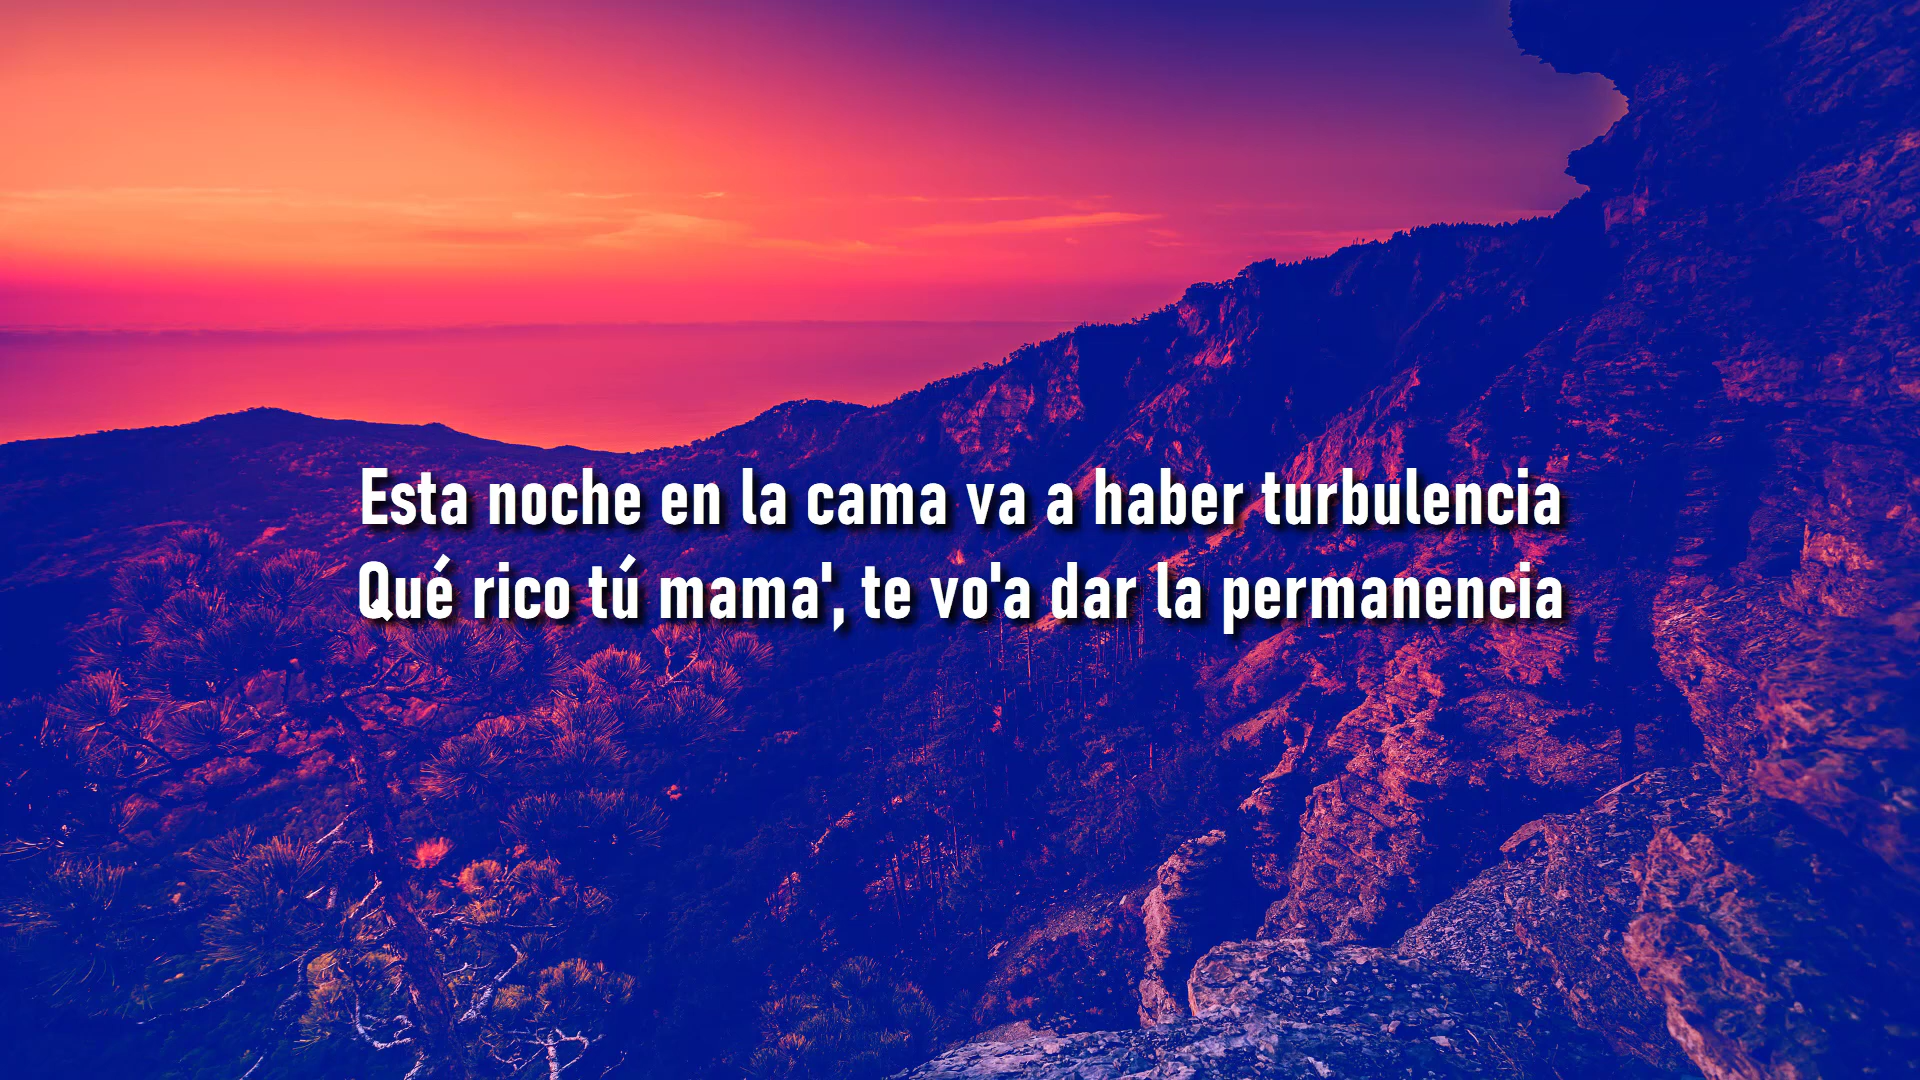 Esta noche en la cama va a haber turbulencia
Qué rico tú mama', te vo'a dar la permanencia